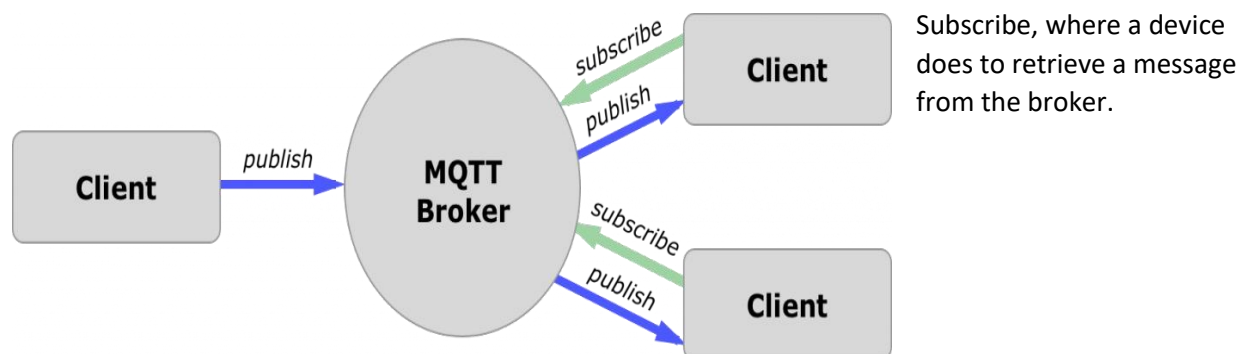 subscribe
Client
publish
Subscribe, where a device
does to retrieve a message
from the broker.
publish
Client
MQTT
Broker
subscribe
publish
Client